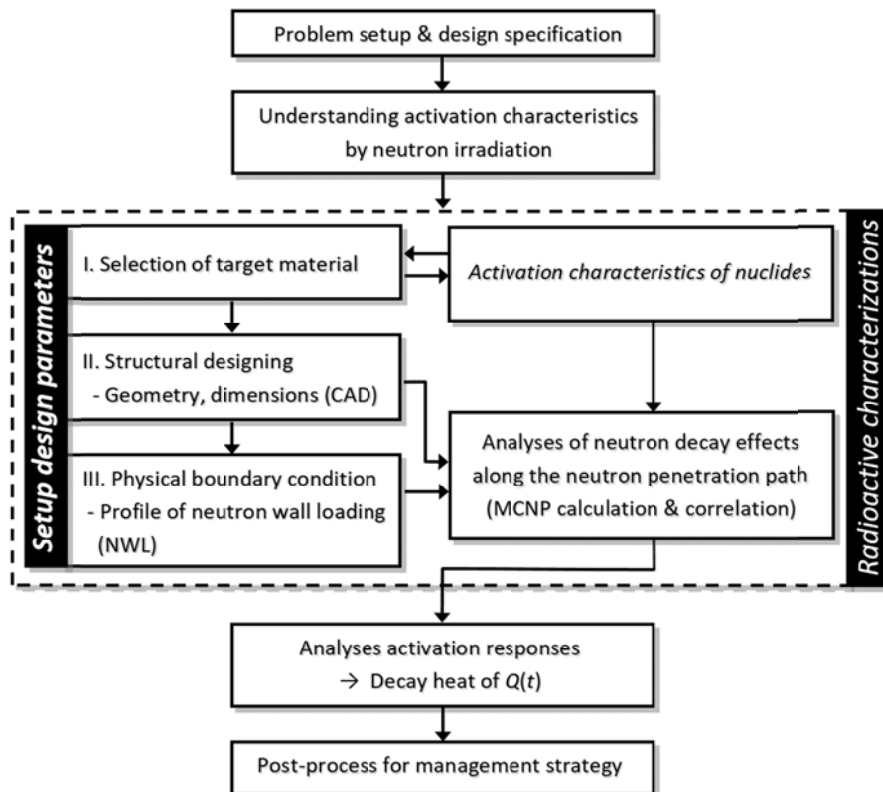 Problem setup & design specification
Understanding activation characteristics
by neutron irradiation
Setup design parameters
I. Selection of target material
Activation characteristics of nuclides
II. Structural designing
- Geometry, dimensions (CAD)
III. Physical boundary condition
- Profile of neutron wall loading
(NWL)
Analyses of neutron decay effects
along the neutron penetration path
(MCNP calculation & correlation)
Radioactive characterizations
Analyses activation responses
→ Decay heat of Q(t)
Post-process for management strategy